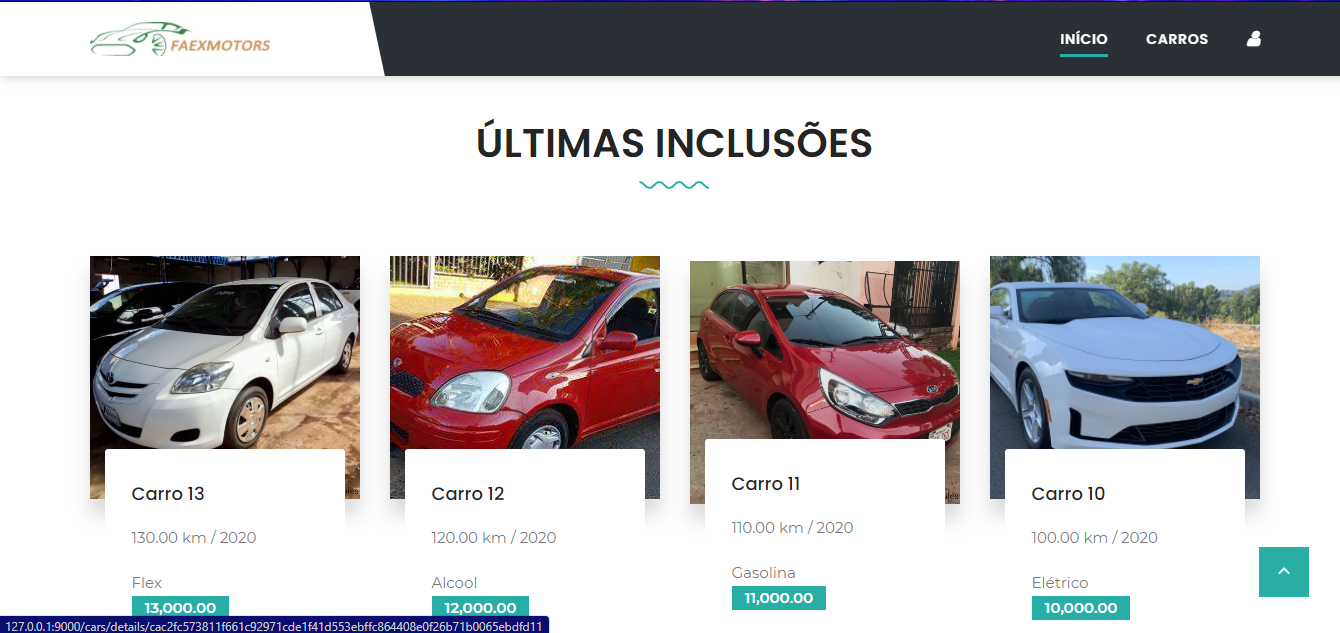 FAEXMOTORS
INÍCIO
CARROS
ÚLTIMAS INCLUSÕES
Carro 13
130.00 km / 2020
Flex
13,000.00
Carro 12
120.00 km / 2020
Alcool
12,000.00
Carro 11
110.00 km / 2020
Gasolina
11,000.00
Carro 10
100.00 km / 2020
Elétrico
10,000.00
127.0.0.1:9000/cars/details/cac2fc573811f661c92971cde1f41d553ebffc864408e0f26b71b0065ebdfd11